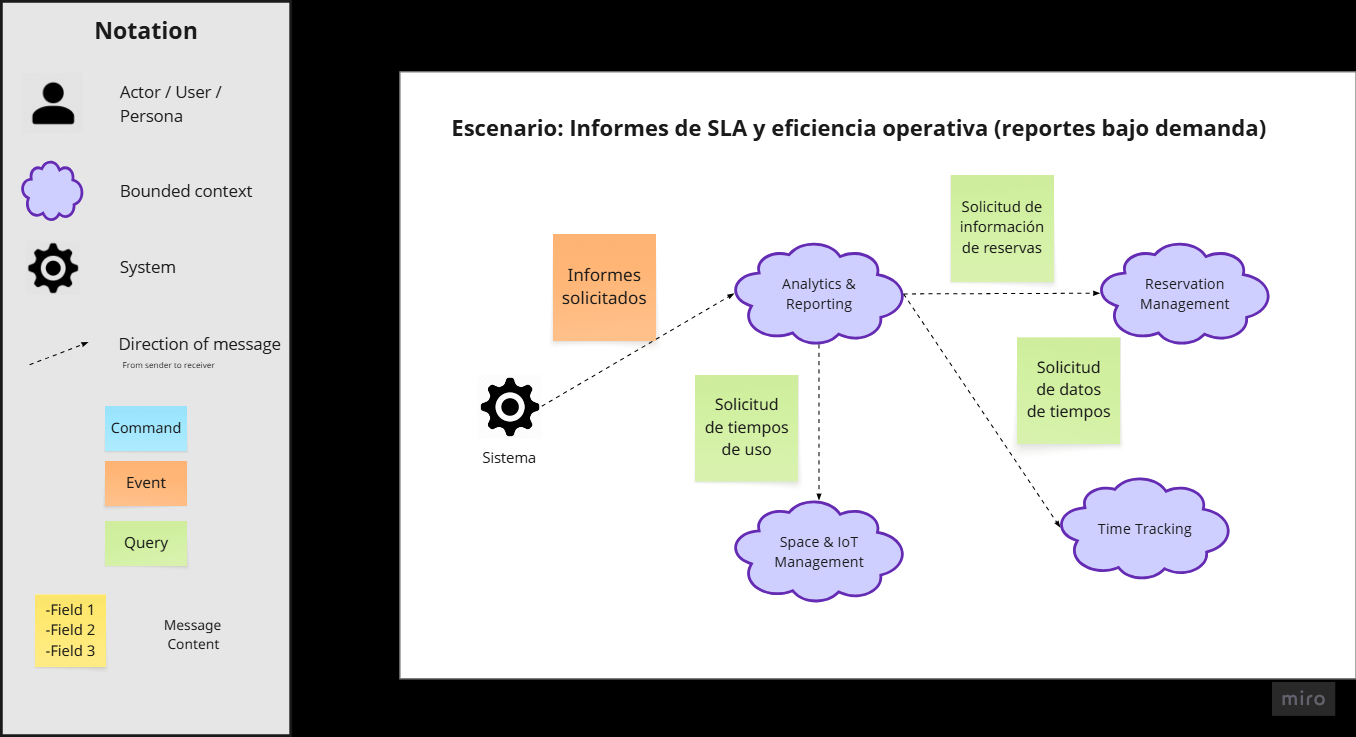 Notation
Actor / User /
Persona
Bounded context
System
Direction of message
From sender to receiver
Command
Event
Query
-Field 1
-Field 2
-Field 3
Message
Content
Escenario: Informes de SLA y eficiencia operativa (reportes bajo demanda)
Informes
solicitados
Sistema
Analytics &
Reporting
Solicitud de
información
de reservas
Reservation
Management
Solicitud
de tiempos
de uso
Solicitud
de datos
de tiempos
Space & IoT
Management
Time Tracking
miro